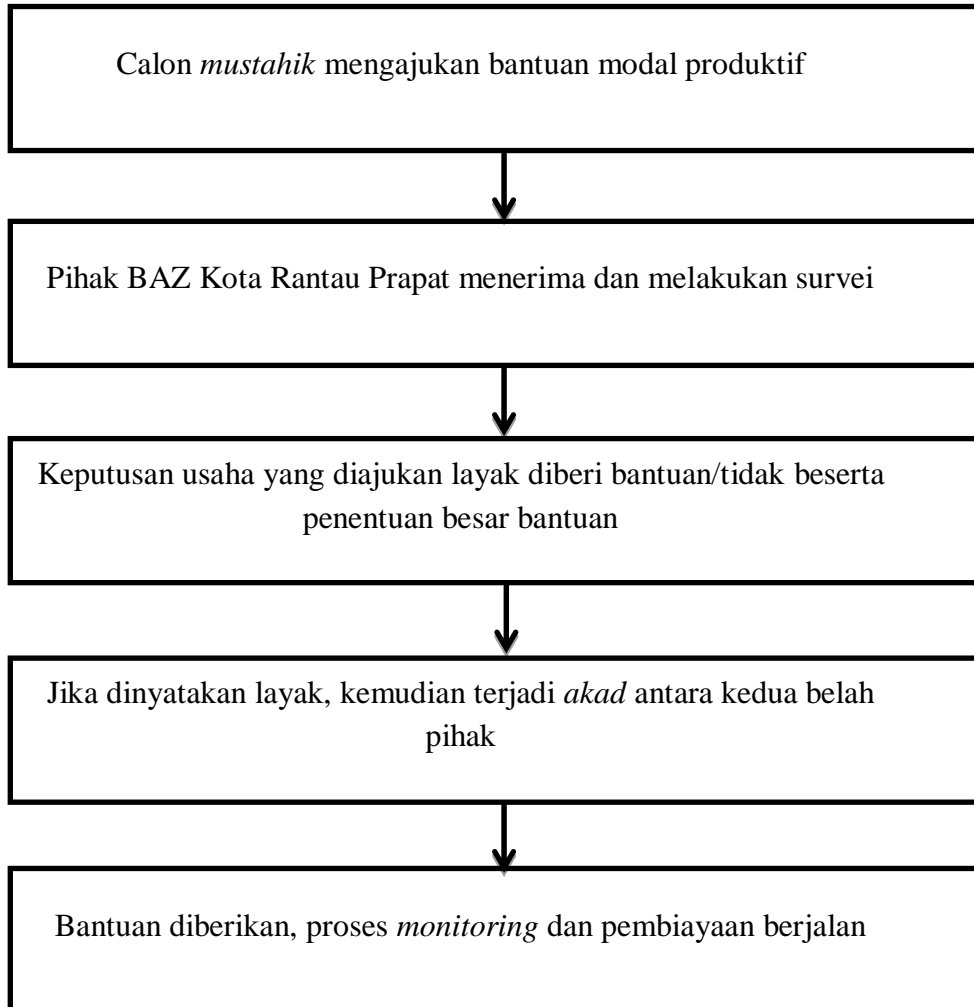 Calon mustahik mengajukan bantuan modal produktif
Pihak BAZ Kota Rantau Prapat menerima dan melakukan survei
Keputusan usaha yang diajukan layak diberi bantuan/tidak beserta
penentuan besar bantuan
Jika dinyatakan layak, kemudian terjadi akad antara kedua belah
pihak
Bantuan diberikan, proses monitoring dan pembiayaan berjalan